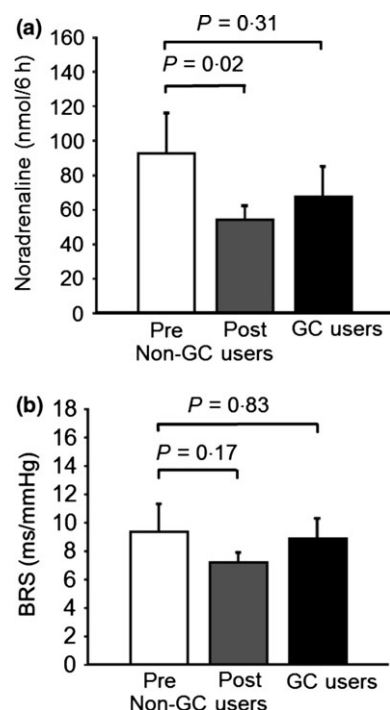 (a)
P = 0·31
P = 0·02
Noradrenaline (nmol/6 h)
160
140
120
100
80
60
40
20
0
Pre Post GC users
Non-GC users
(b)
P = 0·83
P = 0·17
BRS (ms/mmHg)
18
16
14
12
10
8
6
4
2
0
Pre Post GC users
Non-GC users